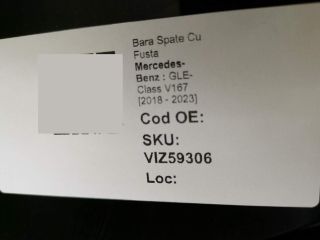 Bara Spate Cu
Fusta
Mercedes-
Benz : GLE-
Class V167
[2018 - 2023]
Cod OE:
SKU:
VIZ59306
Loc: